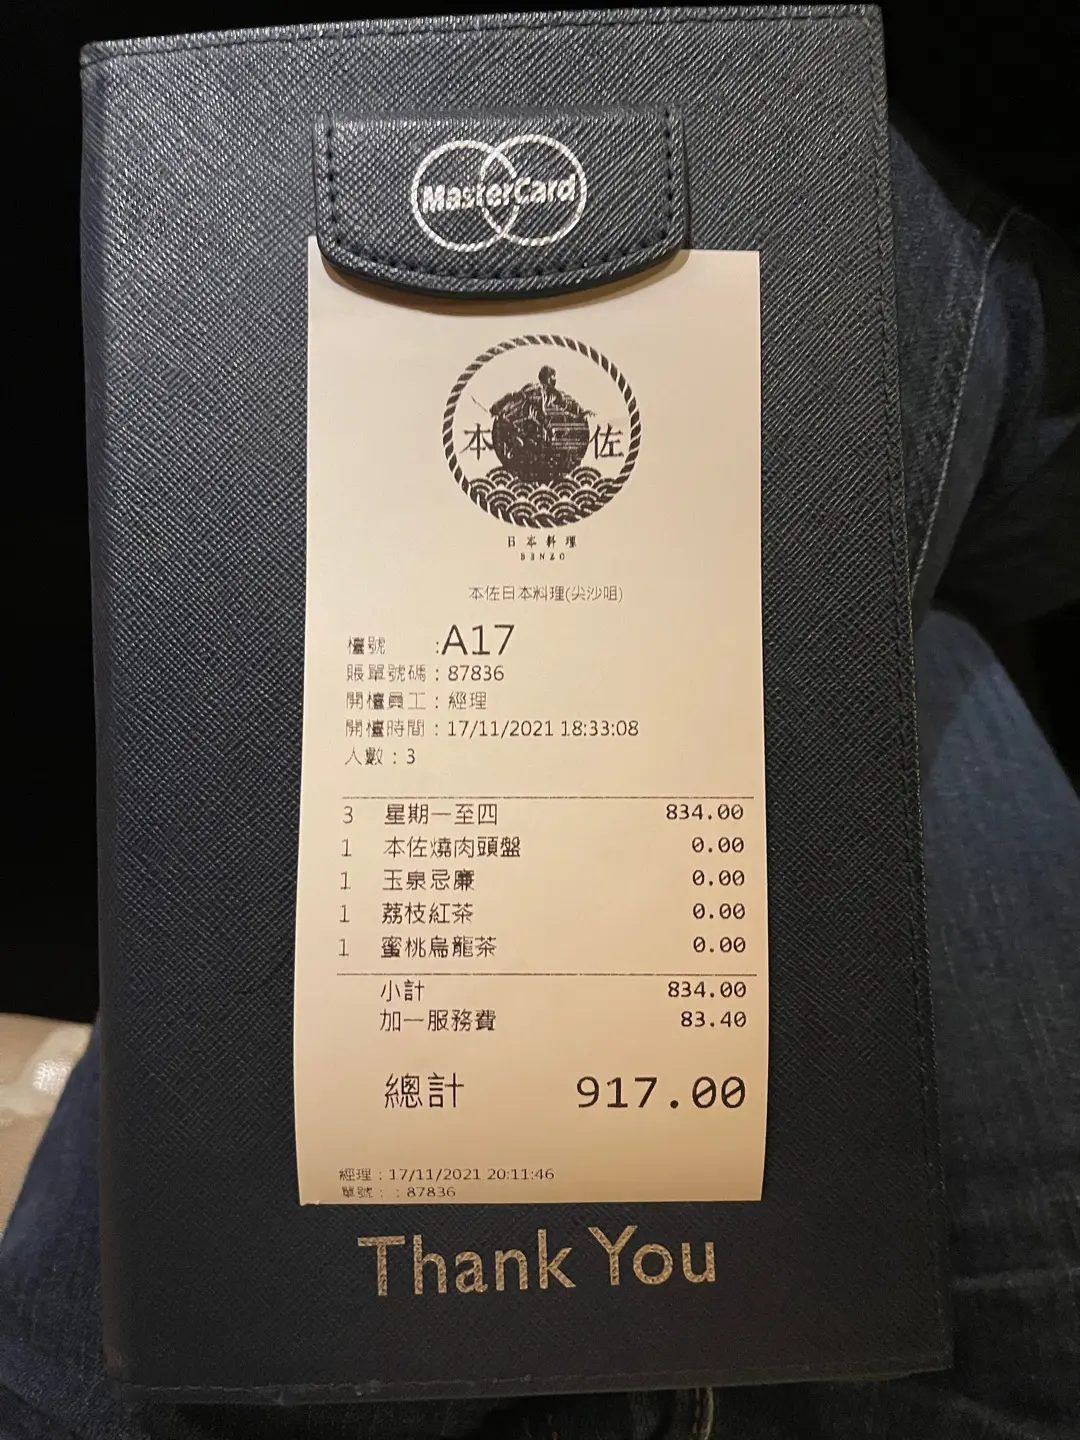 MasterCard
本佐
日本料理
BENZO
本佐日本料理(尖沙咀)
檯號 :A17
賬單號碼：87836
開檯員工：經理
開檯時間：17/11/2021 18:33:08
人數：3
3 星期一至四 834.00
1 本佐燒肉頭盤 0.00
1 玉泉忌廉 0.00
1 荔枝紅茶 0.00
1 蜜桃烏龍茶 0.00
小計 834.00
加一服務費 83.40
總計 917.00
經理：17/11/2021 20:11:46
單號：: 87836
Thank You